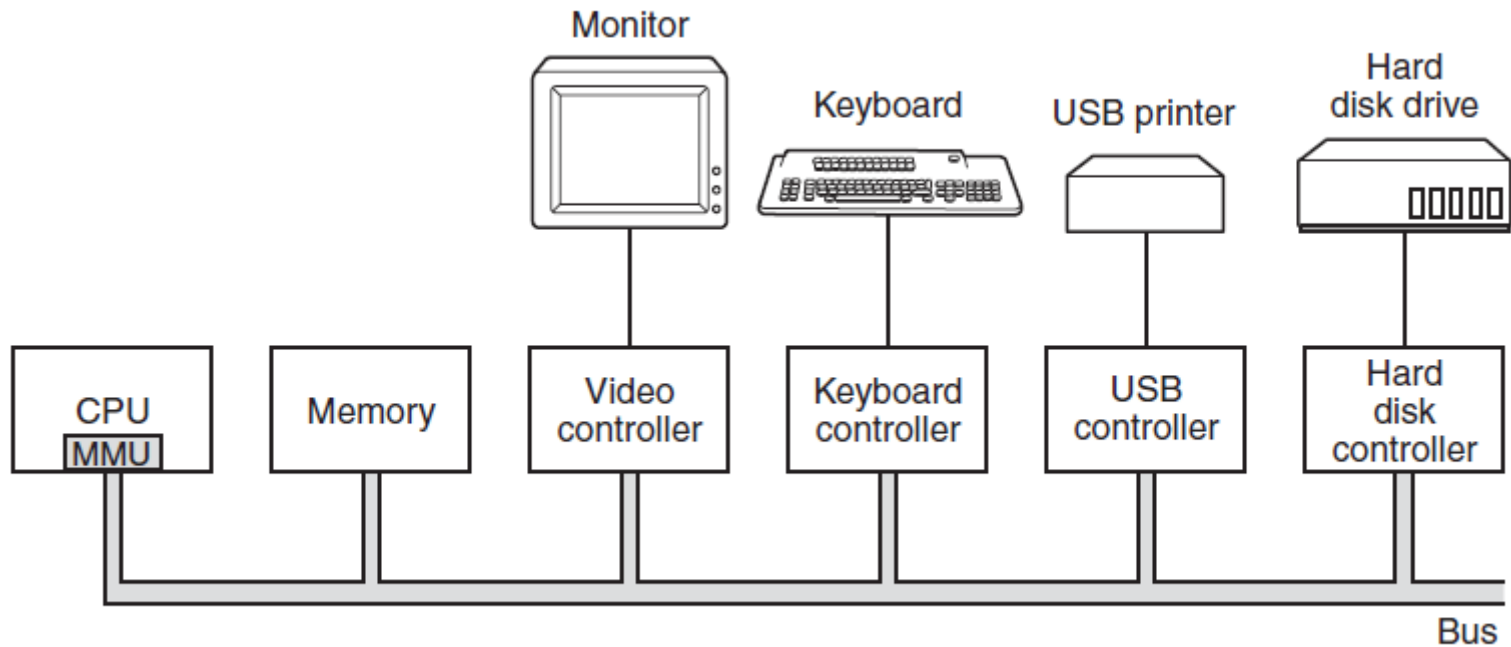 Monitor
Keyboard
USB printer
Hard
disk drive
CPU
MMU
Memory
Video
controller
Keyboard
controller
USB
controller
Hard
disk
controller
Bus